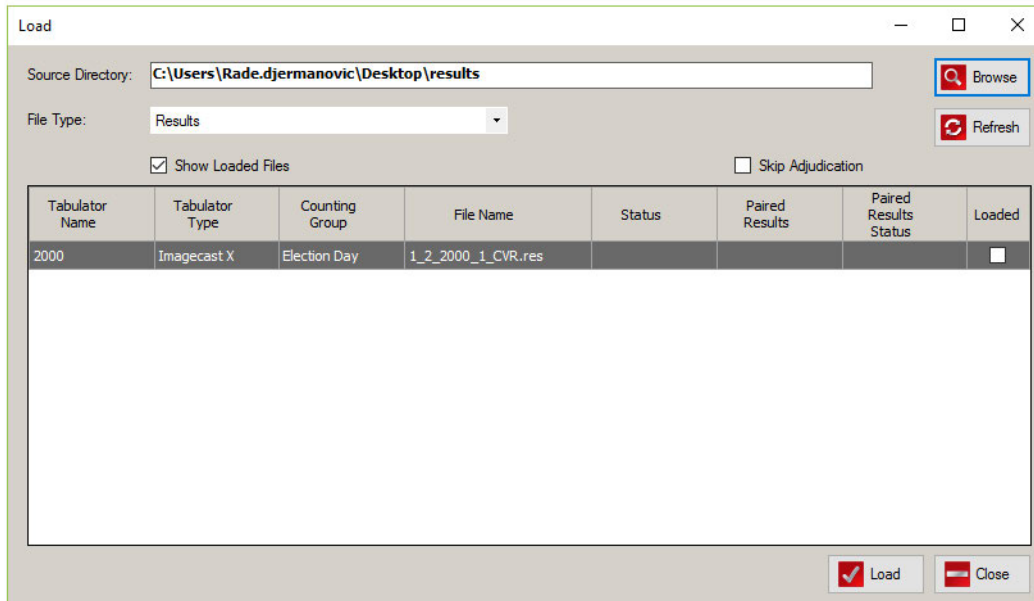 Load
Source Directory: C:\Users\Rade.djermanovic\Desktop\results Browse
File Type: Results Refresh
Show Loaded Files Skip Adjudication
Tabulator Name Tabulator Type Counting Group File Name Status Paired Results Paired Results Status Loaded
2000 Imagecast X Election Day 1_2_2000_1_CVR.res
Load Close